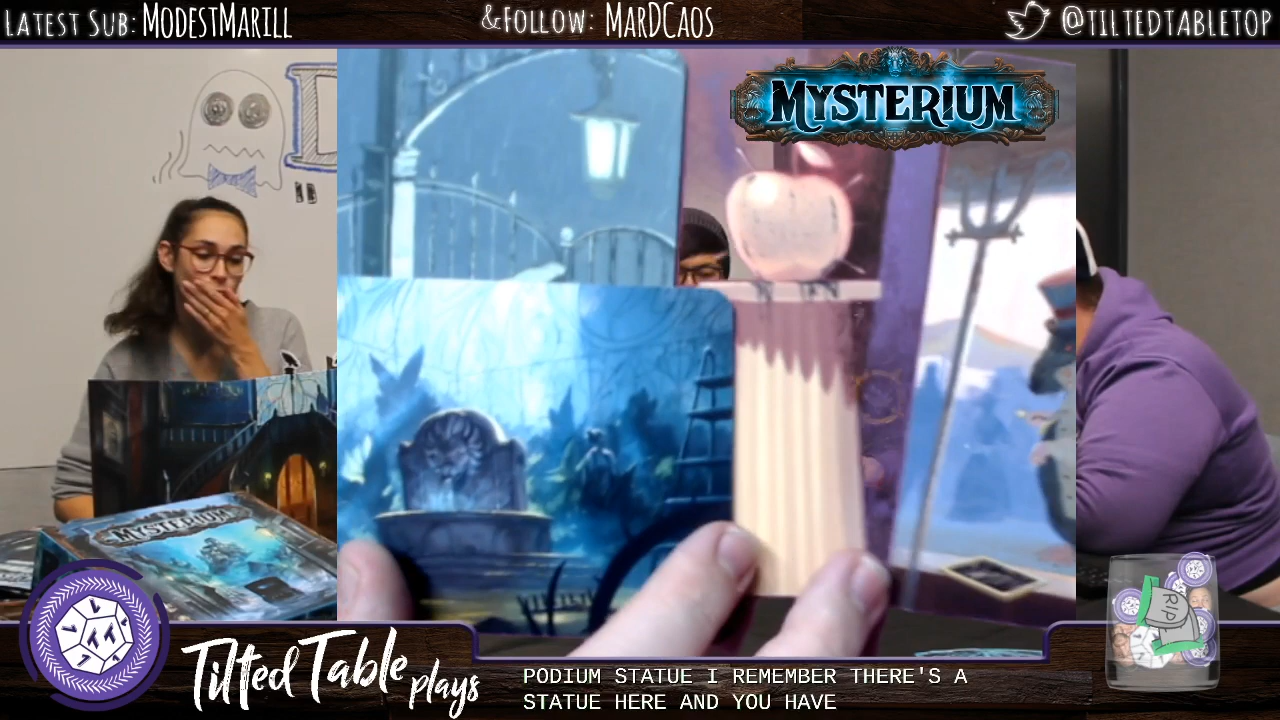 LATEST SUB: MODESTMARILL
&FOLLOW: MARDCAOS
@TILTEDTABLETOP
MYSTERIUM
MYSTERIUM
RIP
Tilted Table plays
PODIUM STATUE I REMEMBER THERE'S A
STATUE HERE AND YOU HAVE